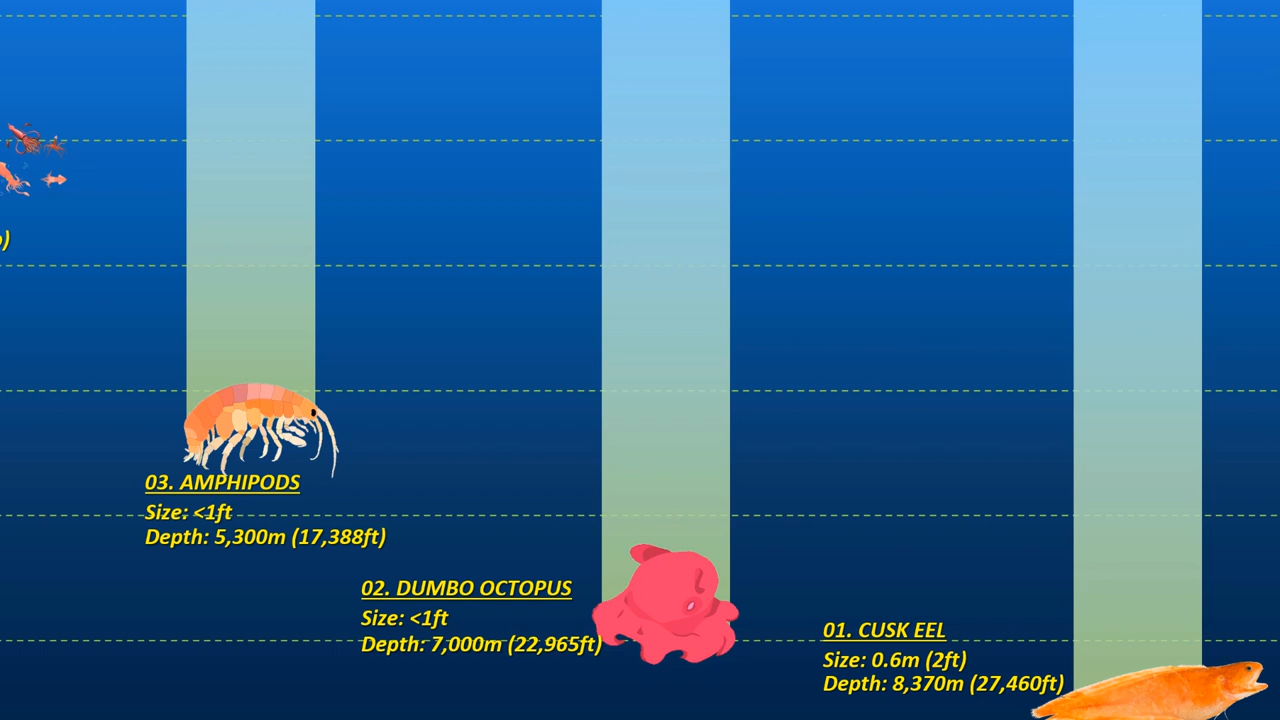 03. AMPHIPODS
Size: <1ft
Depth: 5,300m (17,388ft)
02. DUMBO OCTOPUS
Size: <1ft
Depth: 7,000m (22,965ft)
01. CUSK EEL
Size: 0.6m (2ft)
Depth: 8,370m (27,460ft)